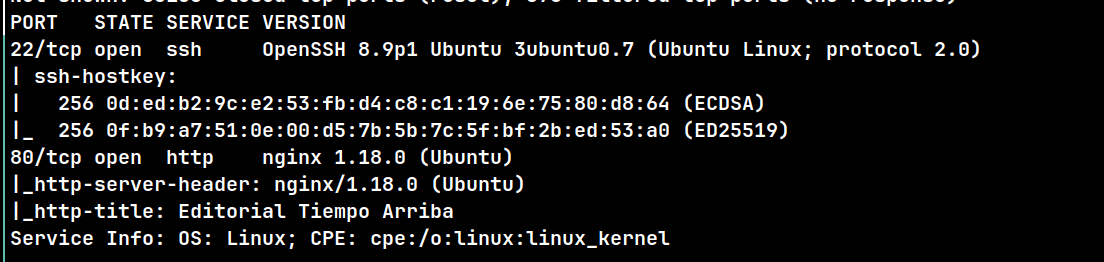 PORT   STATE SERVICE VERSION
22/tcp open  ssh     OpenSSH 8.9p1 Ubuntu 3ubuntu0.7 (Ubuntu Linux; protocol 2.0)
| ssh-hostkey:
|   256 0d:ed:b2:9c:e2:53:fb:d4:c8:c1:19:6e:75:80:d8:64 (ECDSA)
|_  256 0f:b9:a7:51:0e:00:d5:7b:5b:7c:5f:bf:2b:ed:53:a0 (ED25519)
80/tcp open  http    nginx 1.18.0 (Ubuntu)
|_http-server-header: nginx/1.18.0 (Ubuntu)
|_http-title: Editorial Tiempo Arriba
Service Info: OS: Linux; CPE: cpe:/o:linux:linux_kernel